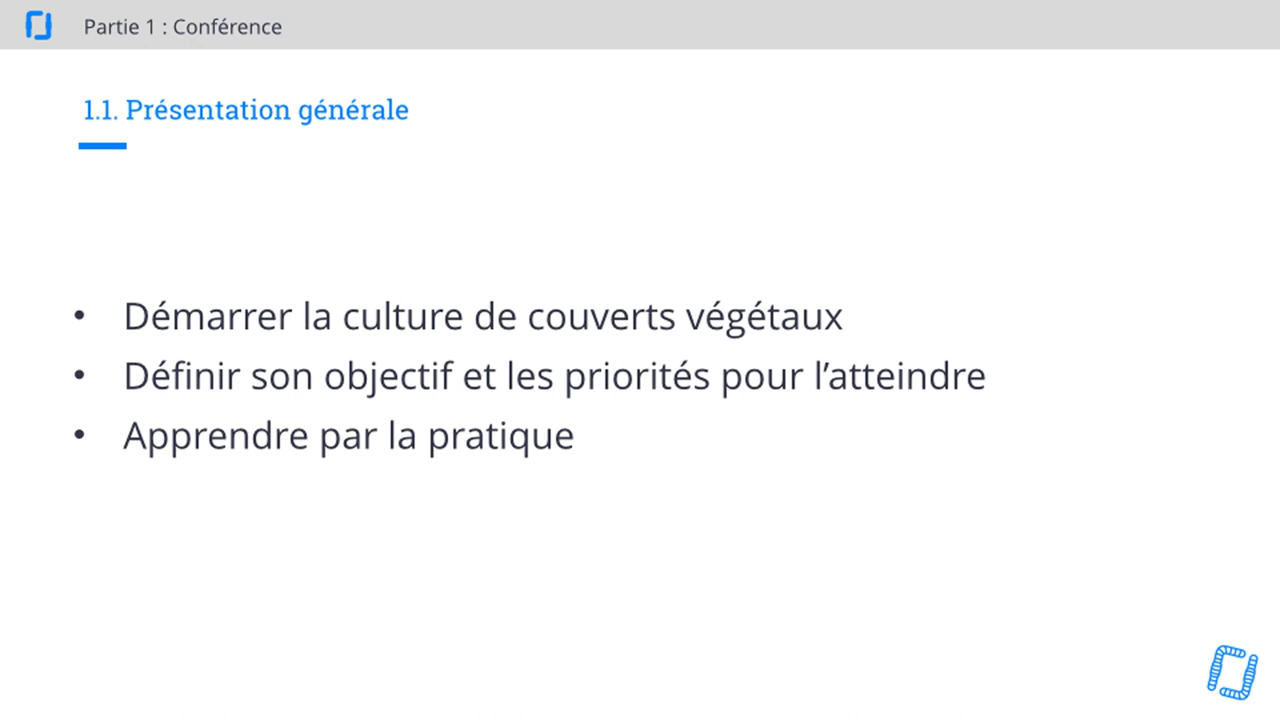 Partie 1 : Conférence
1.1. Présentation générale
• Démarrer la culture de couverts végétaux
• Définir son objectif et les priorités pour l’atteindre
• Apprendre par la pratique